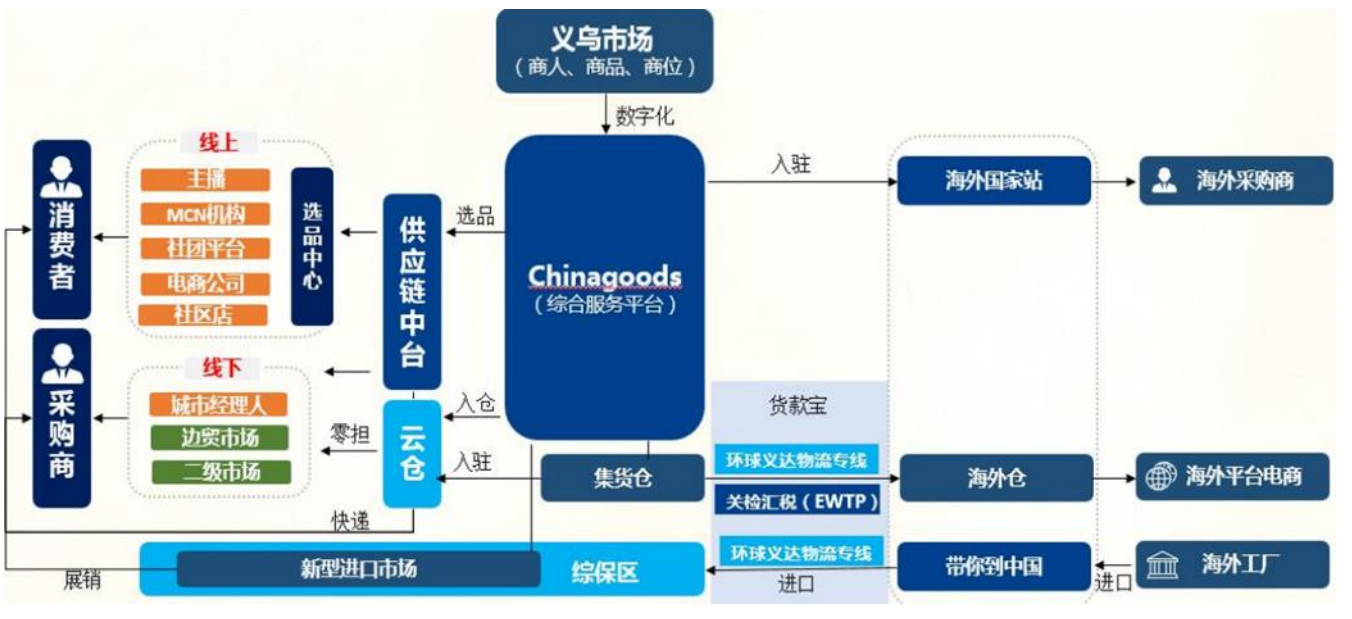 义乌市场
（商人、商品、商位）
数字化
线上
主播
MCN机构
社团平台
电商公司
社区店
选品中心
消费者
采购商
线下
城市经理人
边贸市场
二级市场
供应链中台
选品
云仓
入仓
零担
入驻
快递
Chinagoods
（综合服务平台）
入驻
海外国家站
海外采购商
货款宝
集货仓
环球义达物流专线
关检汇税（EWTP）
海外仓
海外平台电商
展销
新型进口市场
综保区
环球义达物流专线
进口
带你到中国
进口
海外工厂